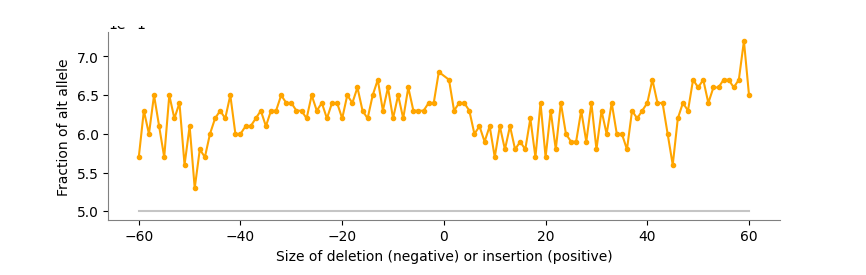 7.0
6.5
6.0
5.5
5.0
Fraction of alt allele
−60 −40 −20 0 20 40 60
Size of deletion (negative) or insertion (positive)